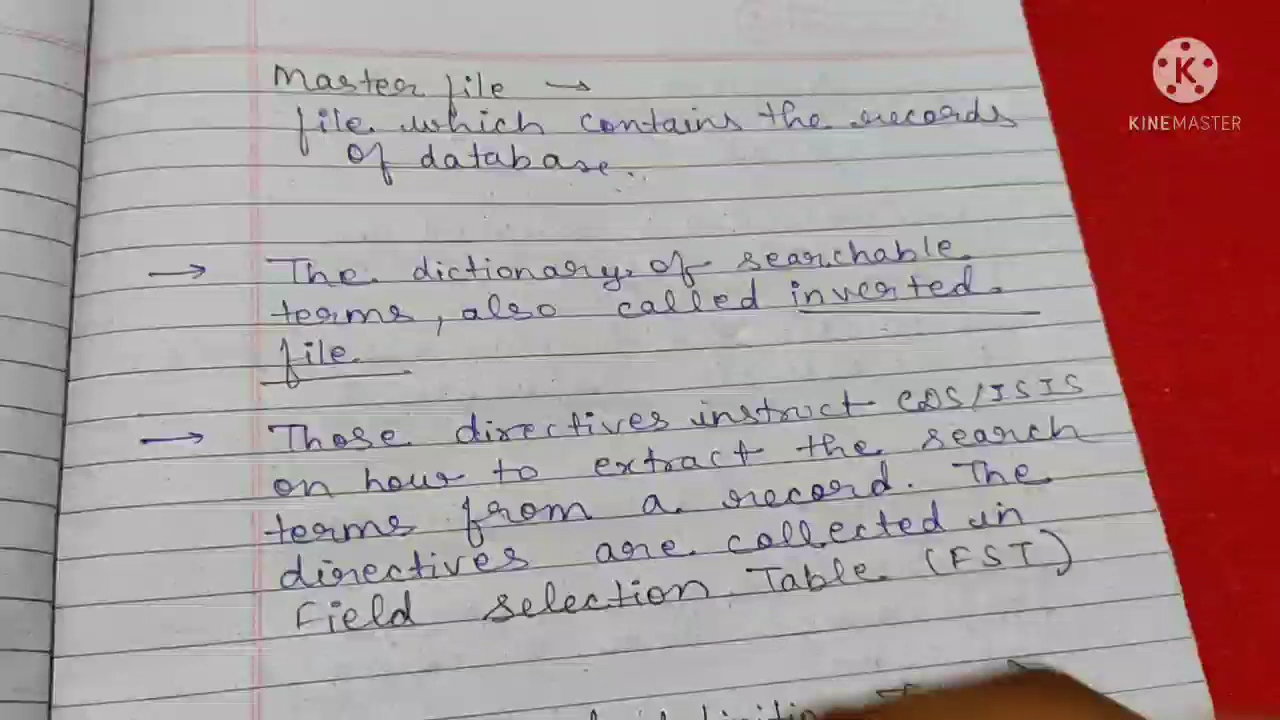 Master file →
file which contains the records
of database.
→ The dictionary of searchable
terms, also called inverted
file
→ Those directives instruct CDS/ISIS
on hour to extract the search
terms from a record. The
directives are collected in
Field selection Table (FST)
K
KINEMASTER